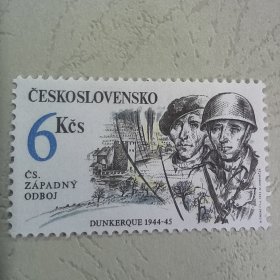 ČESKOSLOVENSKO
6 Kčs
ČS.
ZÁPADNÝ
ODBOJ
DUNKERQUE 1944-45